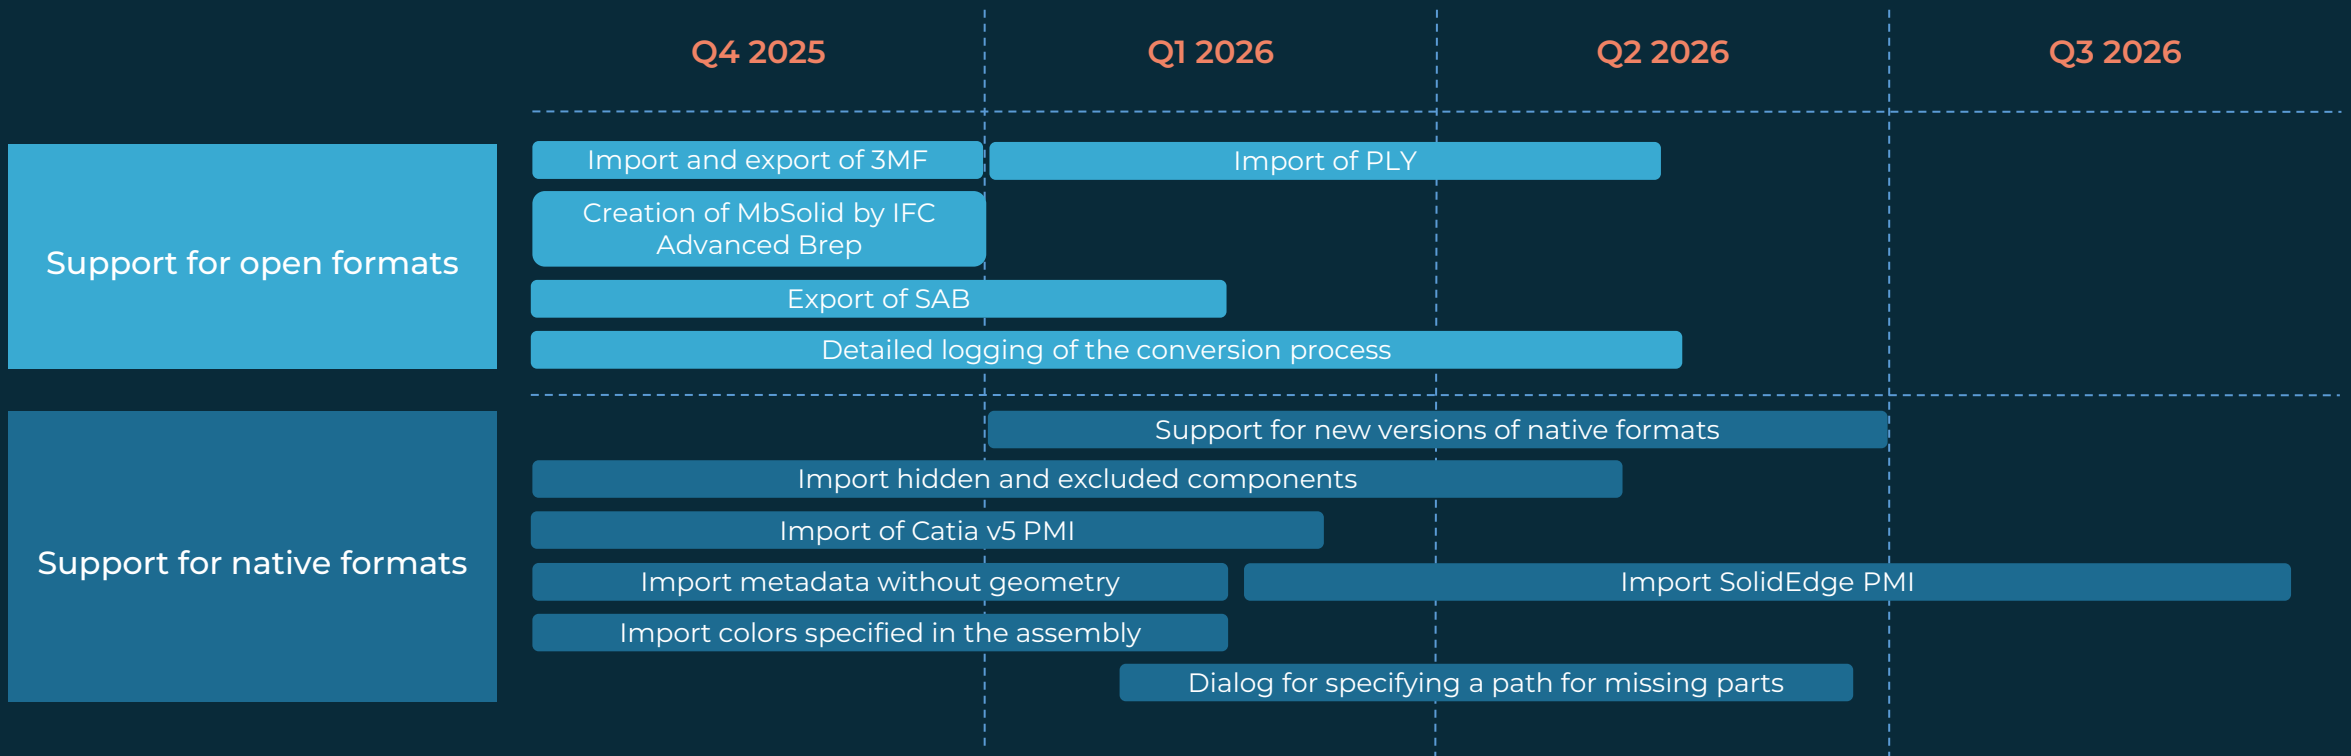 Q4 2025
Q1 2026
Q2 2026
Q3 2026
Support for open formats
Import and export of 3MF
Import of PLY
Creation of MbSolid by IFC
Advanced Brep
Export of SAB
Detailed logging of the conversion process
Support for native formats
Support for new versions of native formats
Import hidden and excluded components
Import of Catia v5 PMI
Import metadata without geometry
Import SolidEdge PMI
Import colors specified in the assembly
Dialog for specifying a path for missing parts